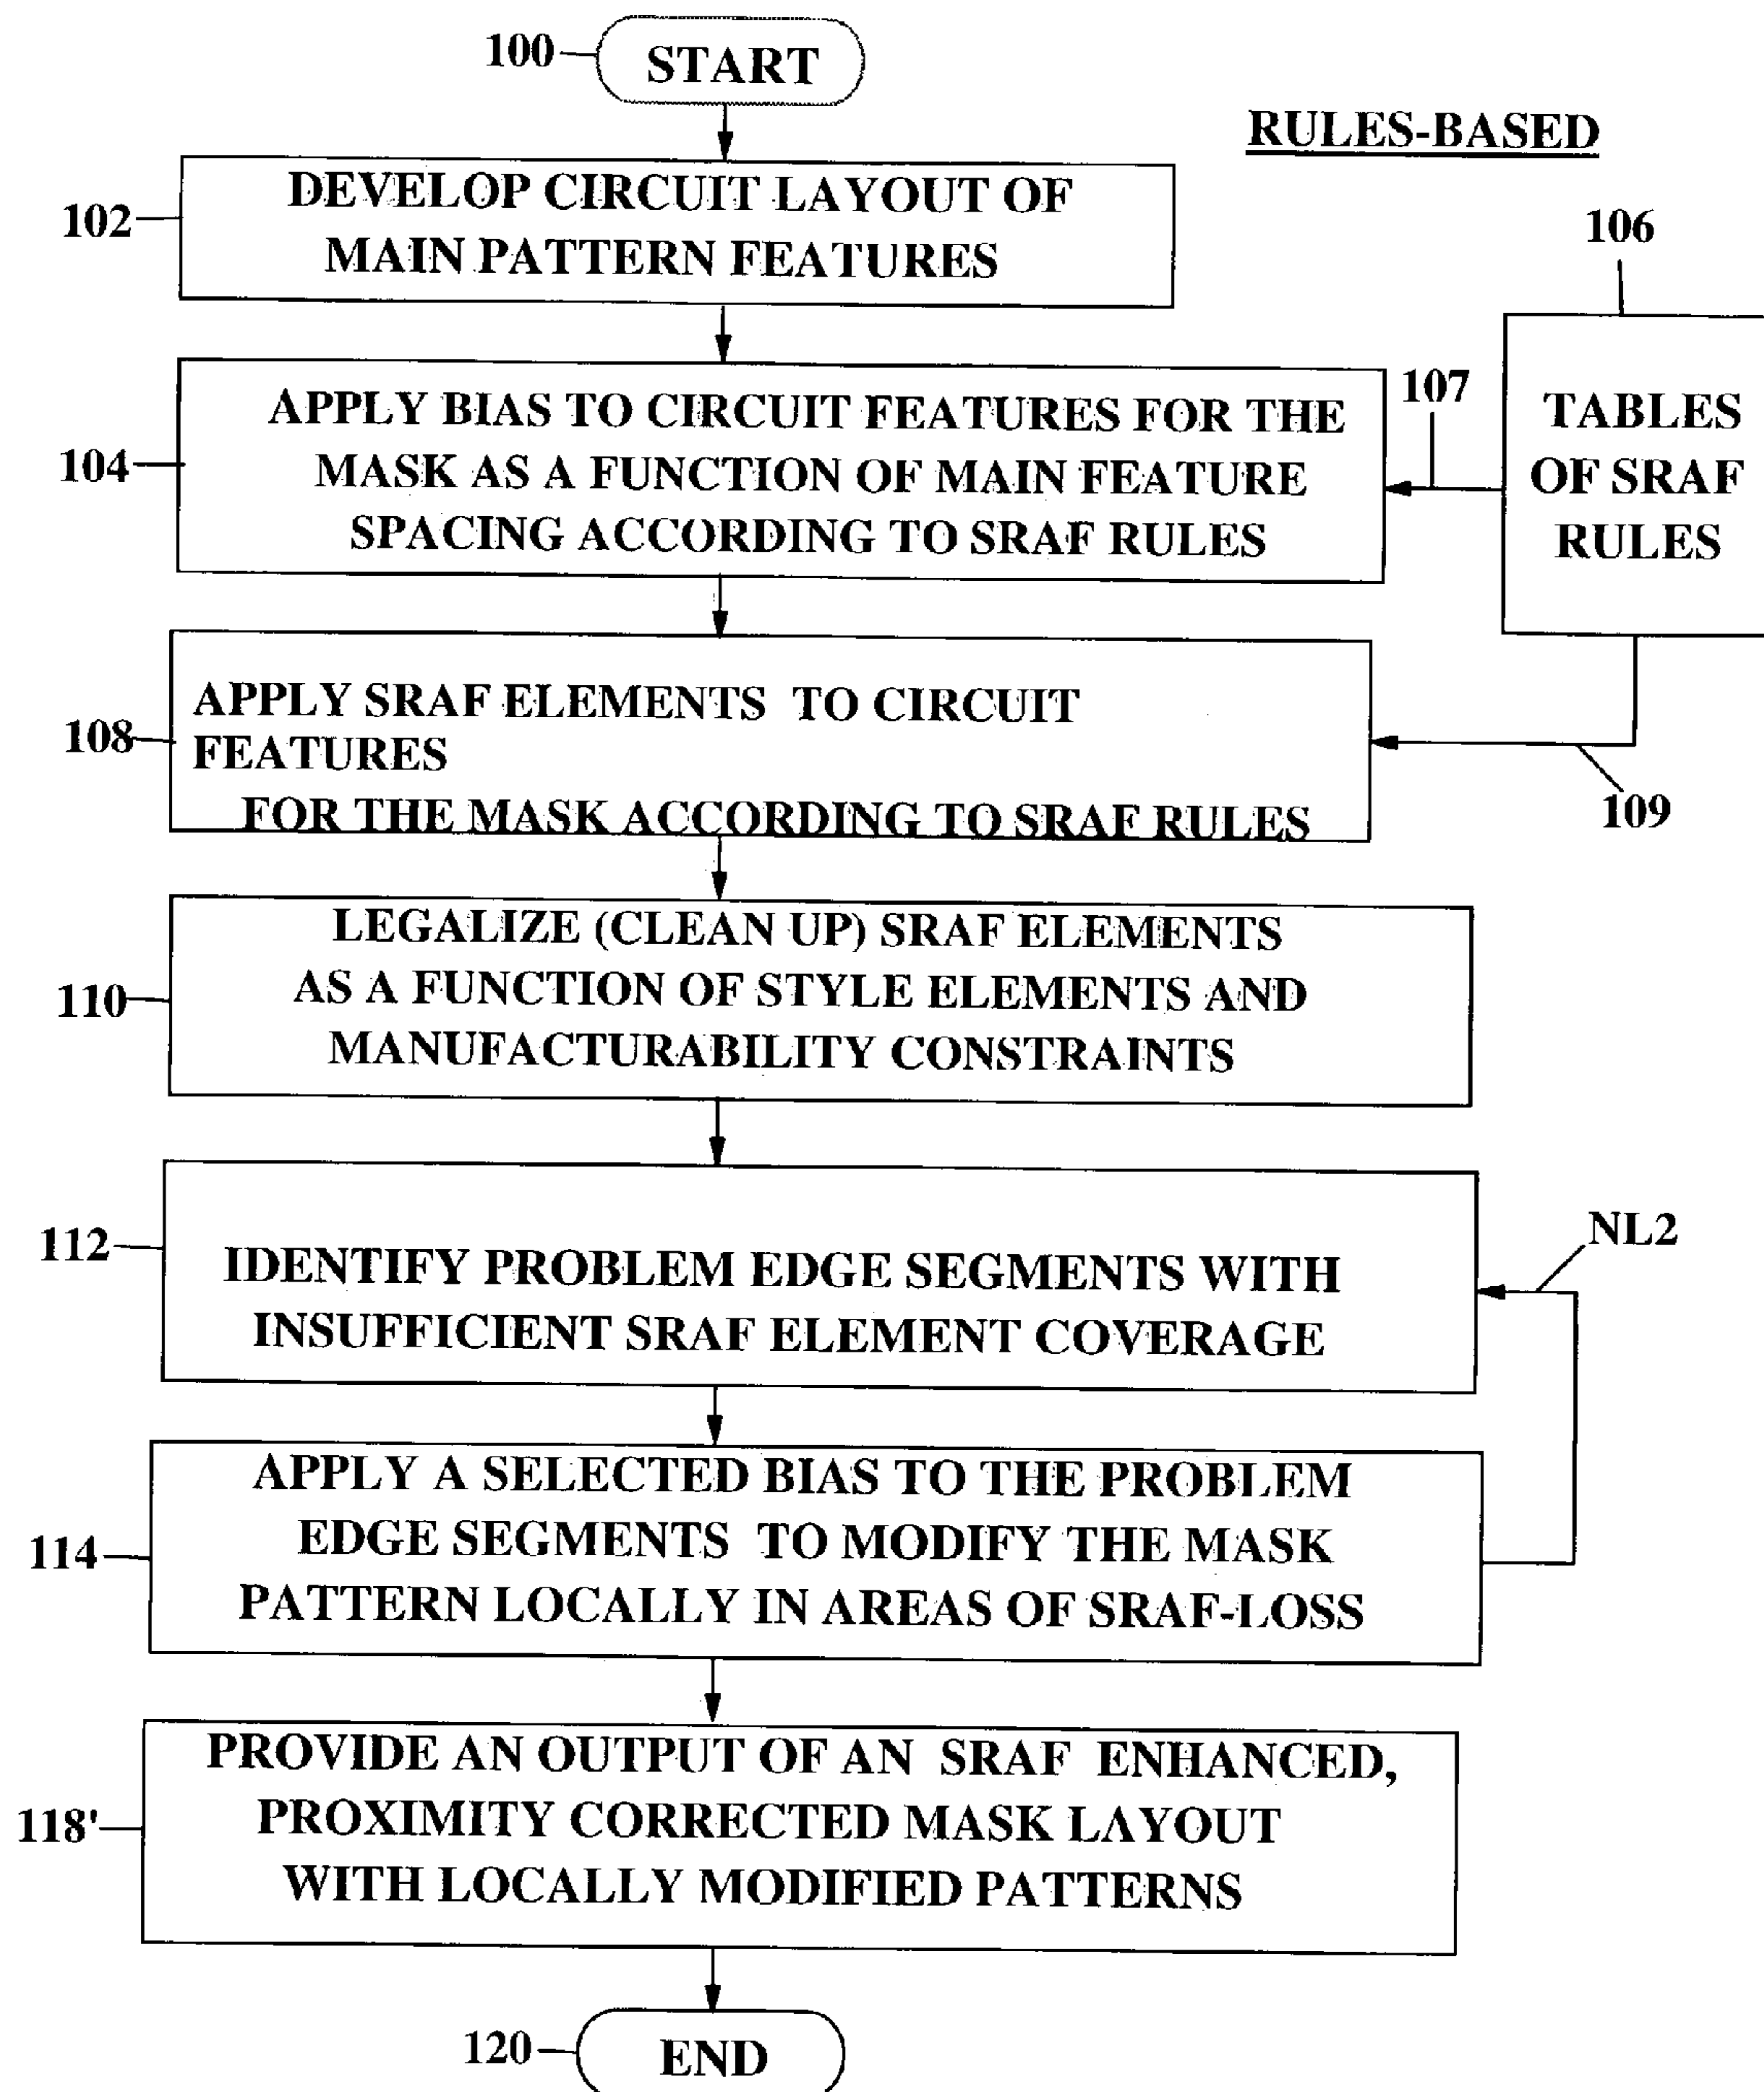 100
START
RULES-BASED
102
DEVELOP CIRCUIT LAYOUT OF
MAIN PATTERN FEATURES
106
104
APPLY BIAS TO CIRCUIT FEATURES FOR THE
MASK AS A FUNCTION OF MAIN FEATURE
SPACING ACCORDING TO SRAF RULES
107
TABLES
OF SRAF
RULES
108
APPLY SRAF ELEMENTS TO CIRCUIT
FEATURES
FOR THE MASK ACCORDING TO SRAF RULES
109
110
LEGALIZE (CLEAN UP) SRAF ELEMENTS
AS A FUNCTION OF STYLE ELEMENTS AND
MANUFACTURABILITY CONSTRAINTS
112
IDENTIFY PROBLEM EDGE SEGMENTS WITH
INSUFFICIENT SRAF ELEMENT COVERAGE
NL2
114
APPLY A SELECTED BIAS TO THE PROBLEM
EDGE SEGMENTS TO MODIFY THE MASK
PATTERN LOCALLY IN AREAS OF SRAF-LOSS
118'
PROVIDE AN OUTPUT OF AN SRAF ENHANCED,
PROXIMITY CORRECTED MASK LAYOUT
WITH LOCALLY MODIFIED PATTERNS
120
END